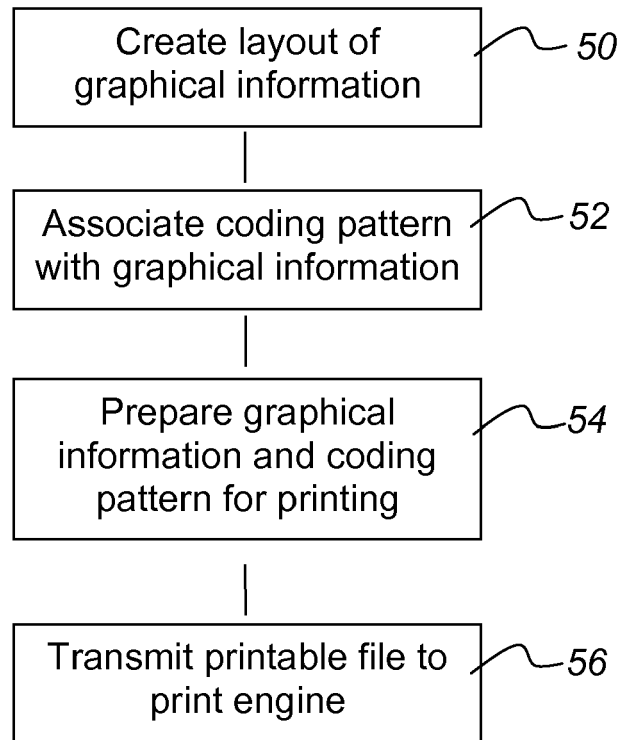 Create layout of
graphical information
50
Associate coding pattern
with graphical information
52
Prepare graphical
information and coding
pattern for printing
54
Transmit printable file to
print engine
56